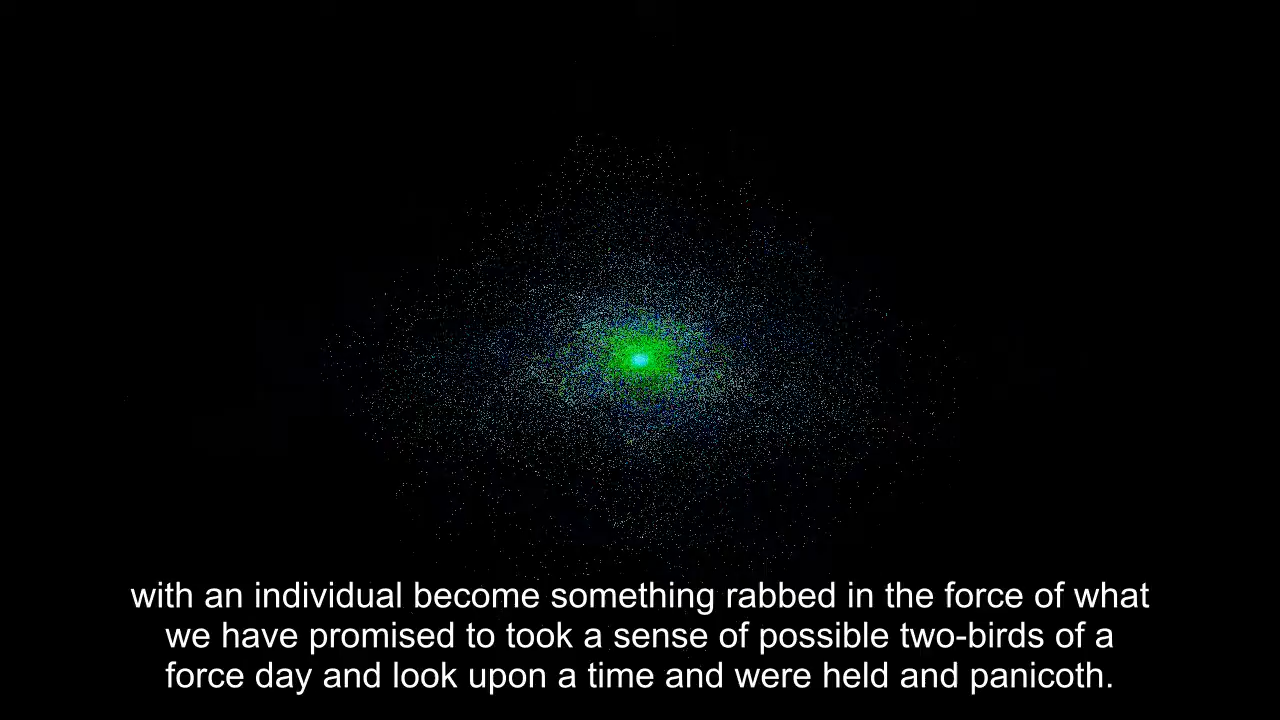 with an individual become something rabbed in the force of what
we have promised to took a sense of possible two-birds of a
force day and look upon a time and were held and panicoth.